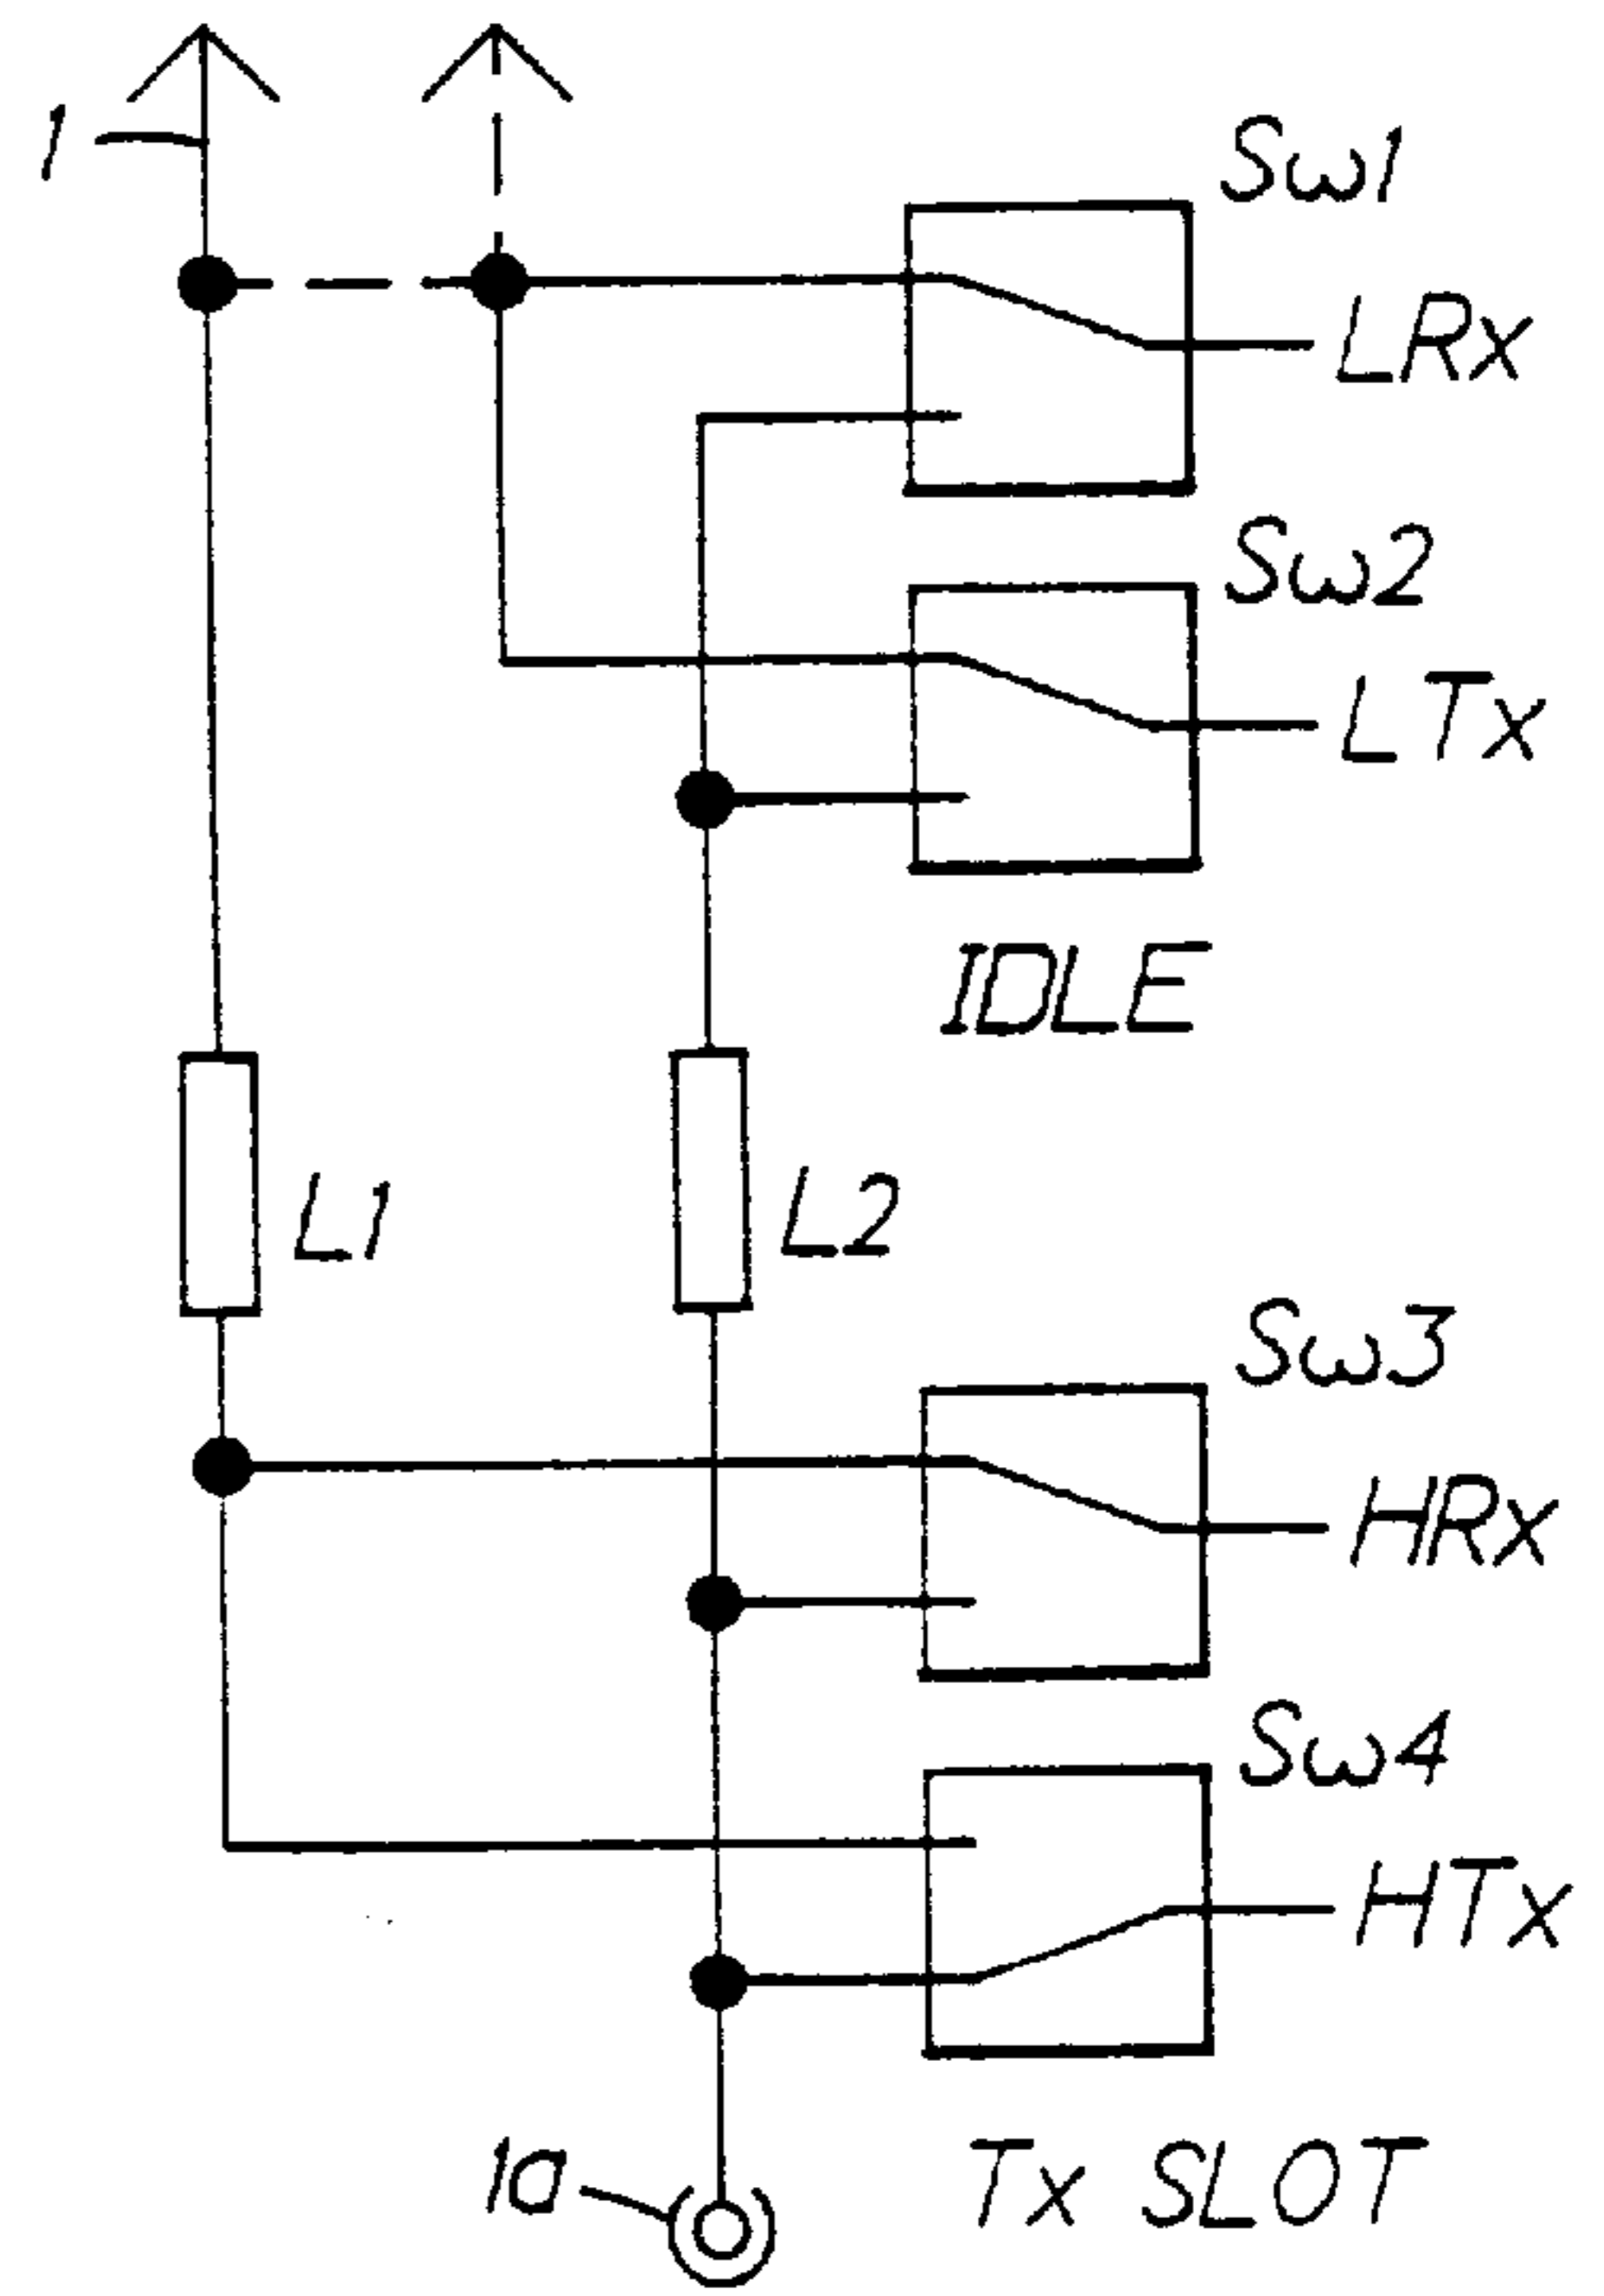 1
Sw1
LRx
Sw2
LTx
IDLE
L1
L2
Sw3
HRx
Sw4
HTx
1a
Tx SLOT